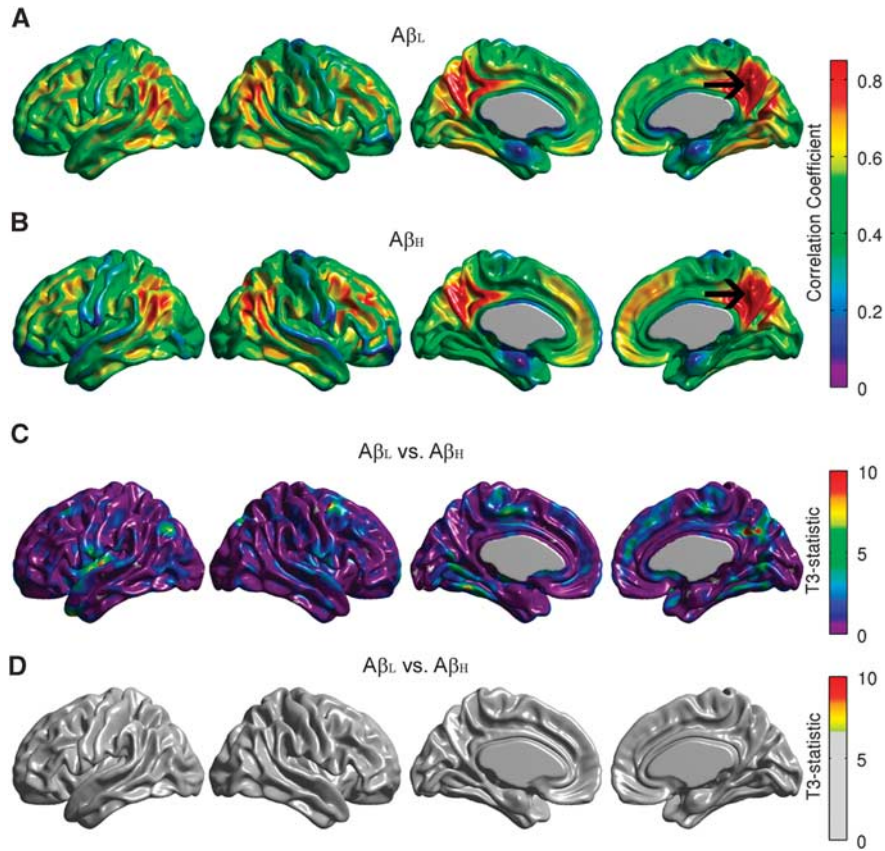 A
AβL
0.8
0.6
0.4
0.2
0
Correlation Coefficient
B
AβH
C
AβL vs. AβH
10
5
0
T3-statistic
D
AβL vs. AβH
10
5
0
T3-statistic